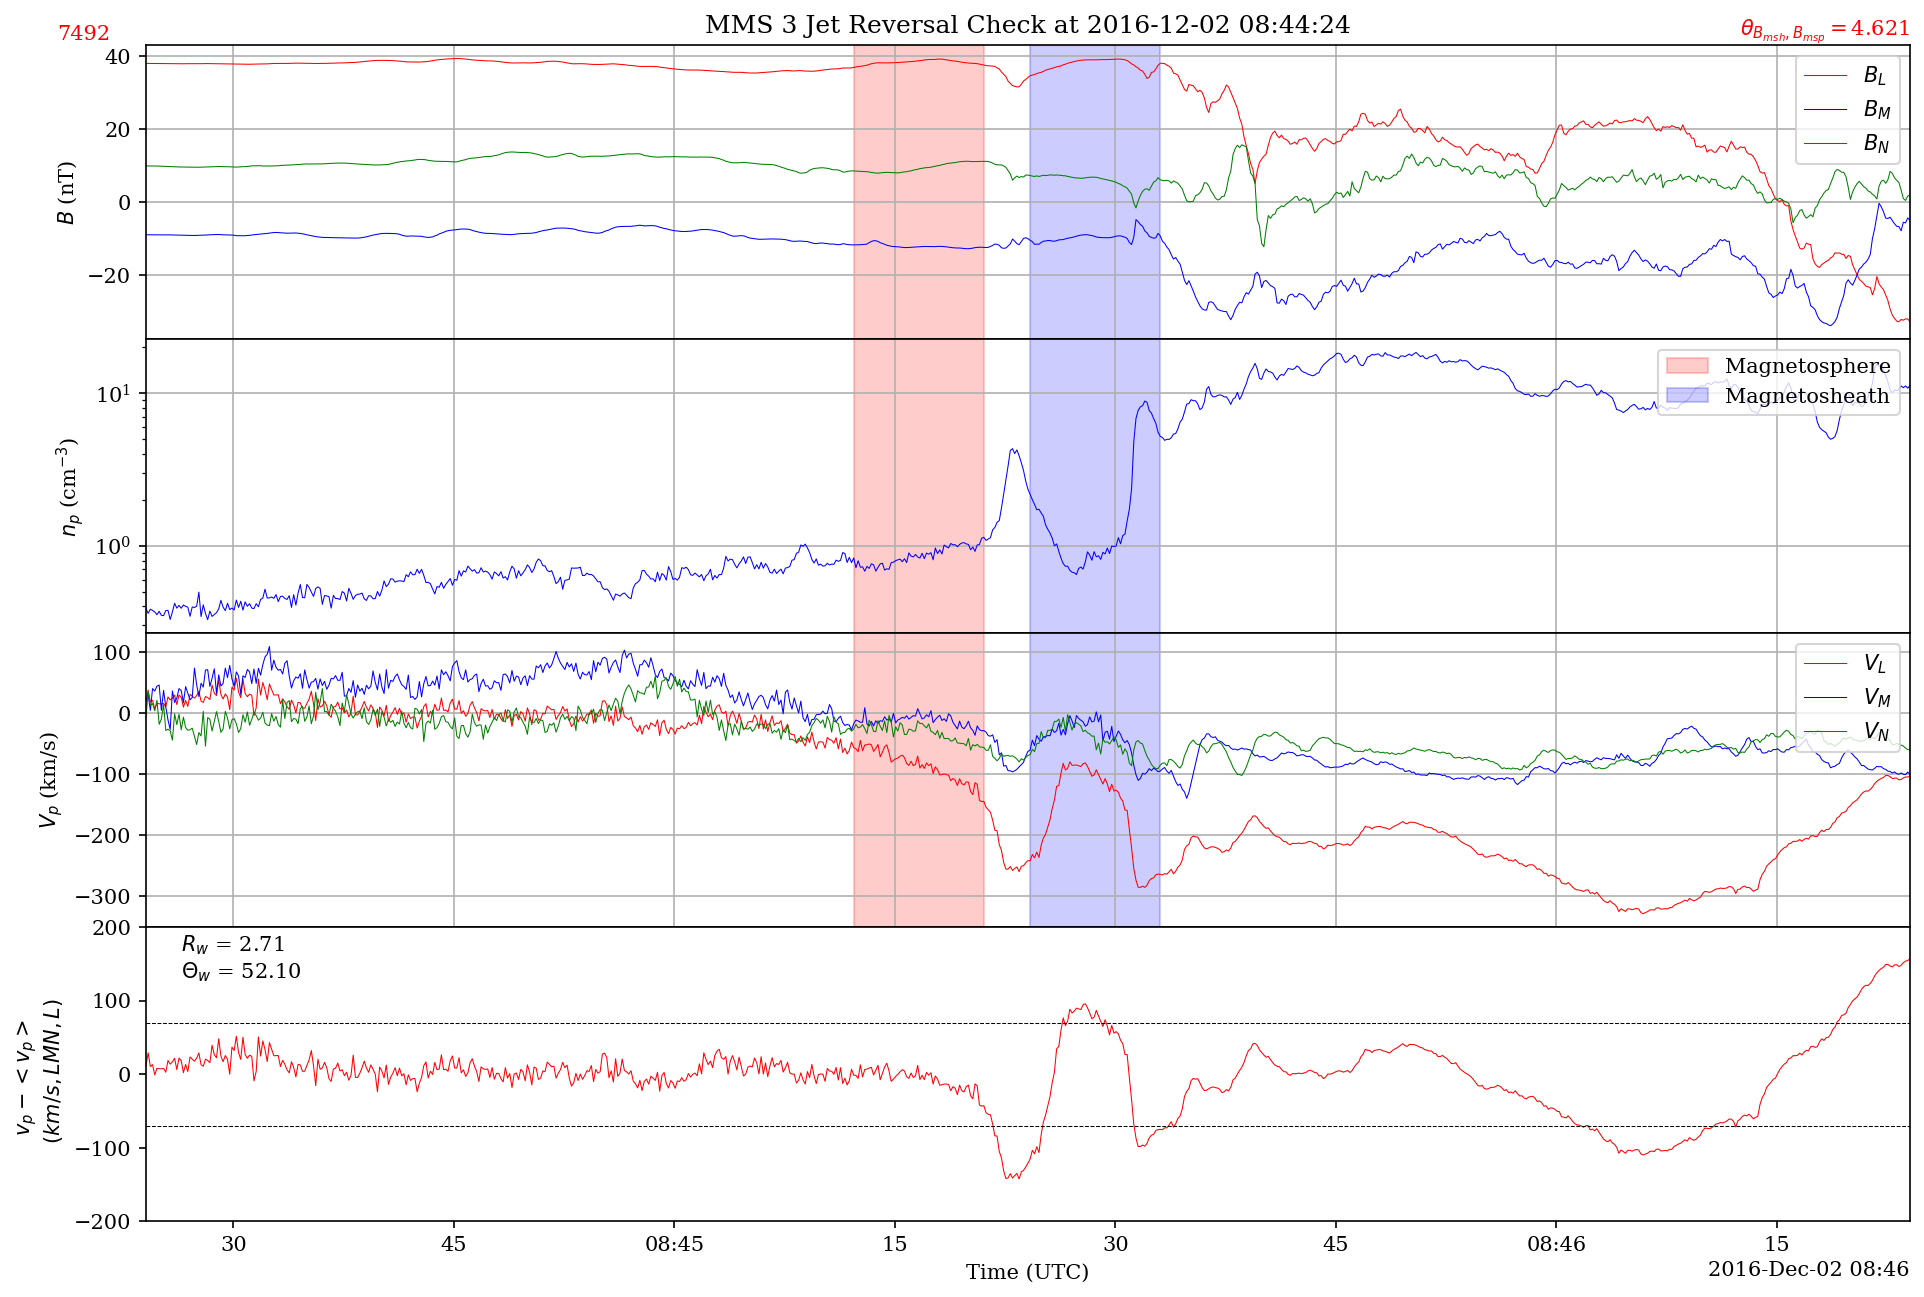 MMS 3 Jet Reversal Check at 2016-12-02 08:44:24
7492
θ_{B_{msh}, B_{msp}} = 4.621
40
20
0
−20
B (nT)
B_L
B_M
B_N
10^1
10^0
n_p (cm^{−3})
Magnetosphere
Magnetosheath
100
0
−100
−200
−300
V_p (km/s)
V_L
V_M
V_N
200
100
0
−100
−200
v_p − < v_p >
(km/s, LMN, L)
R_w = 2.71
Θ_w = 52.10
30 45 08:45 15 30 45 08:46 15
Time (UTC)
2016-Dec-02 08:46